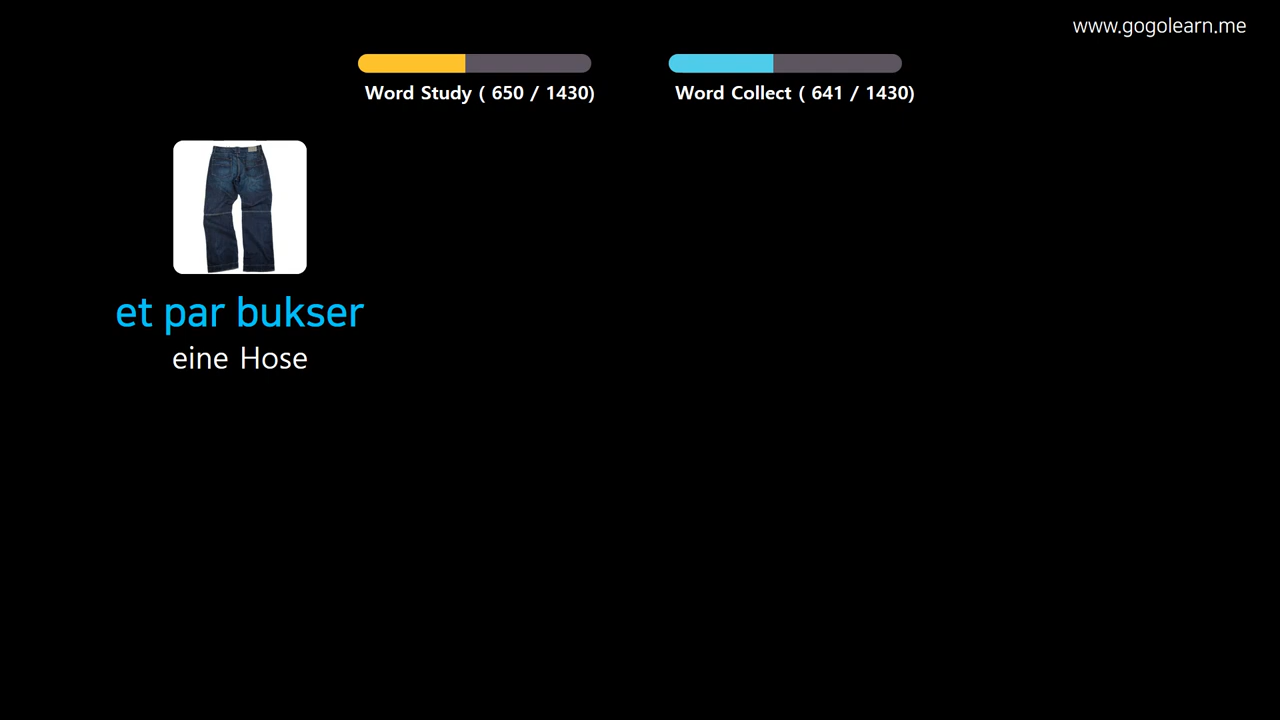 www.gogolearn.me
Word Study ( 650 / 1430)
Word Collect ( 641 / 1430)
et par bukser
eine Hose